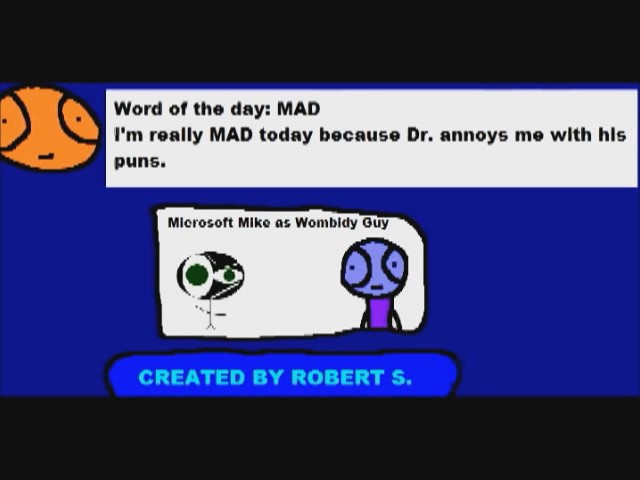 Word of the day: MAD
I'm really MAD today because Dr. annoys me with his
puns.
Microsoft Mike as Wombidy Guy
CREATED BY ROBERT S.